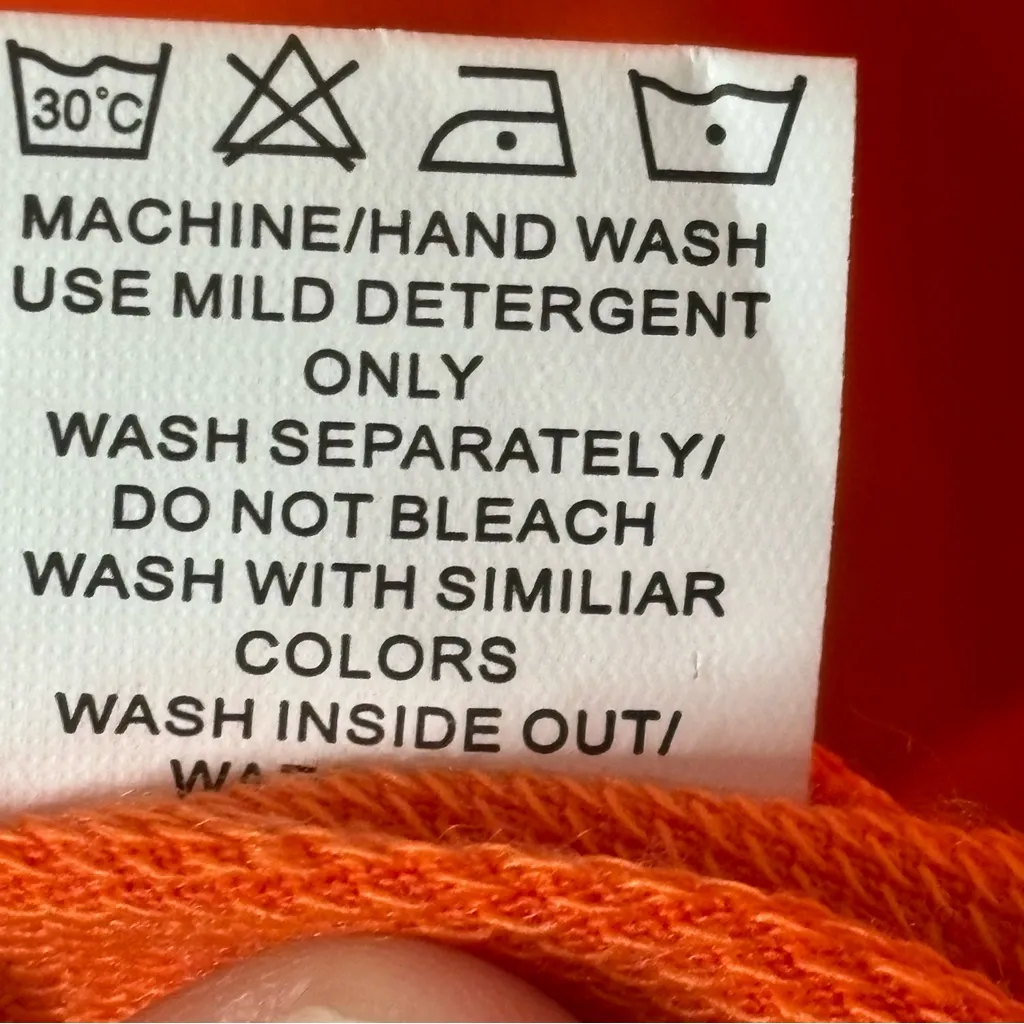 30°C
MACHINE/HAND WASH
USE MILD DETERGENT
ONLY
WASH SEPARATELY/
DO NOT BLEACH
WASH WITH SIMILIAR
COLORS
WASH INSIDE OUT/